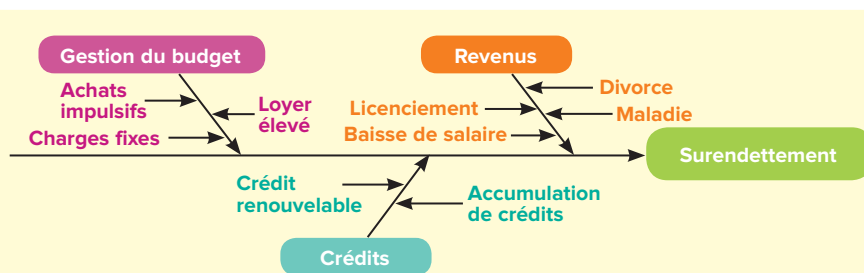 Gestion du budget
Achats
impulsifs
Loyer
élevé
Charges fixes
Revenus
Divorce
Licenciement
Maladie
Baisse de salaire
Surendettement
Crédit
renouvelable
Accumulation
de crédits
Crédits